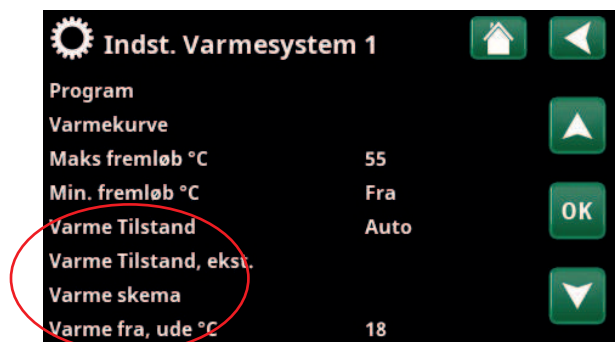 Indst. Varmesystem 1
Program
Varmekurve
Maks fremløb °C 55
Min. fremløb °C Fra
Varme Tilstand Auto
OK
Varme Tilstand, ekst.
Varme skema
Varme fra, ude °C 18